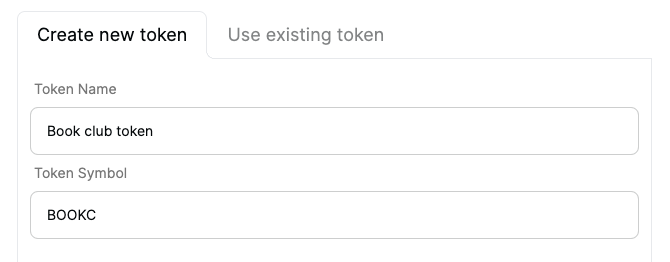 Create new token Use existing token
Token Name
Book club token
Token Symbol
BOOKC